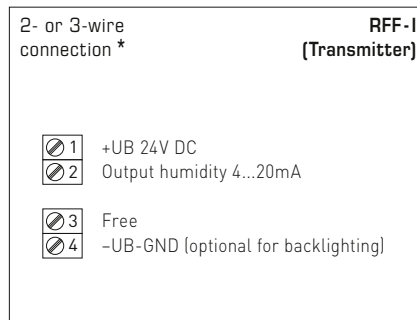 2- or 3-wire
connection *
RFF-I
(Transmitter)
1 +UB 24V DC
2 Output humidity 4...20mA
3 Free
4 –UB-GND (optional for backlighting)